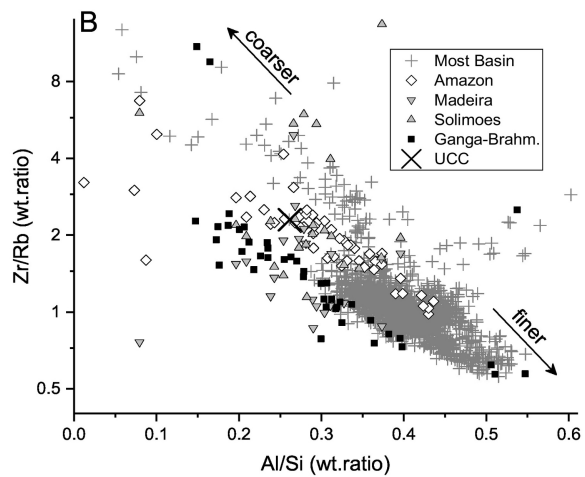 B
coarser
Most Basin
Amazon
Madeira
Solimoes
Ganga-Brahm.
UCC
finer
Zr/Rb (wt.ratio)
8
4
2
1
0.5
0.0 0.1 0.2 0.3 0.4 0.5 0.6
Al/Si (wt.ratio)